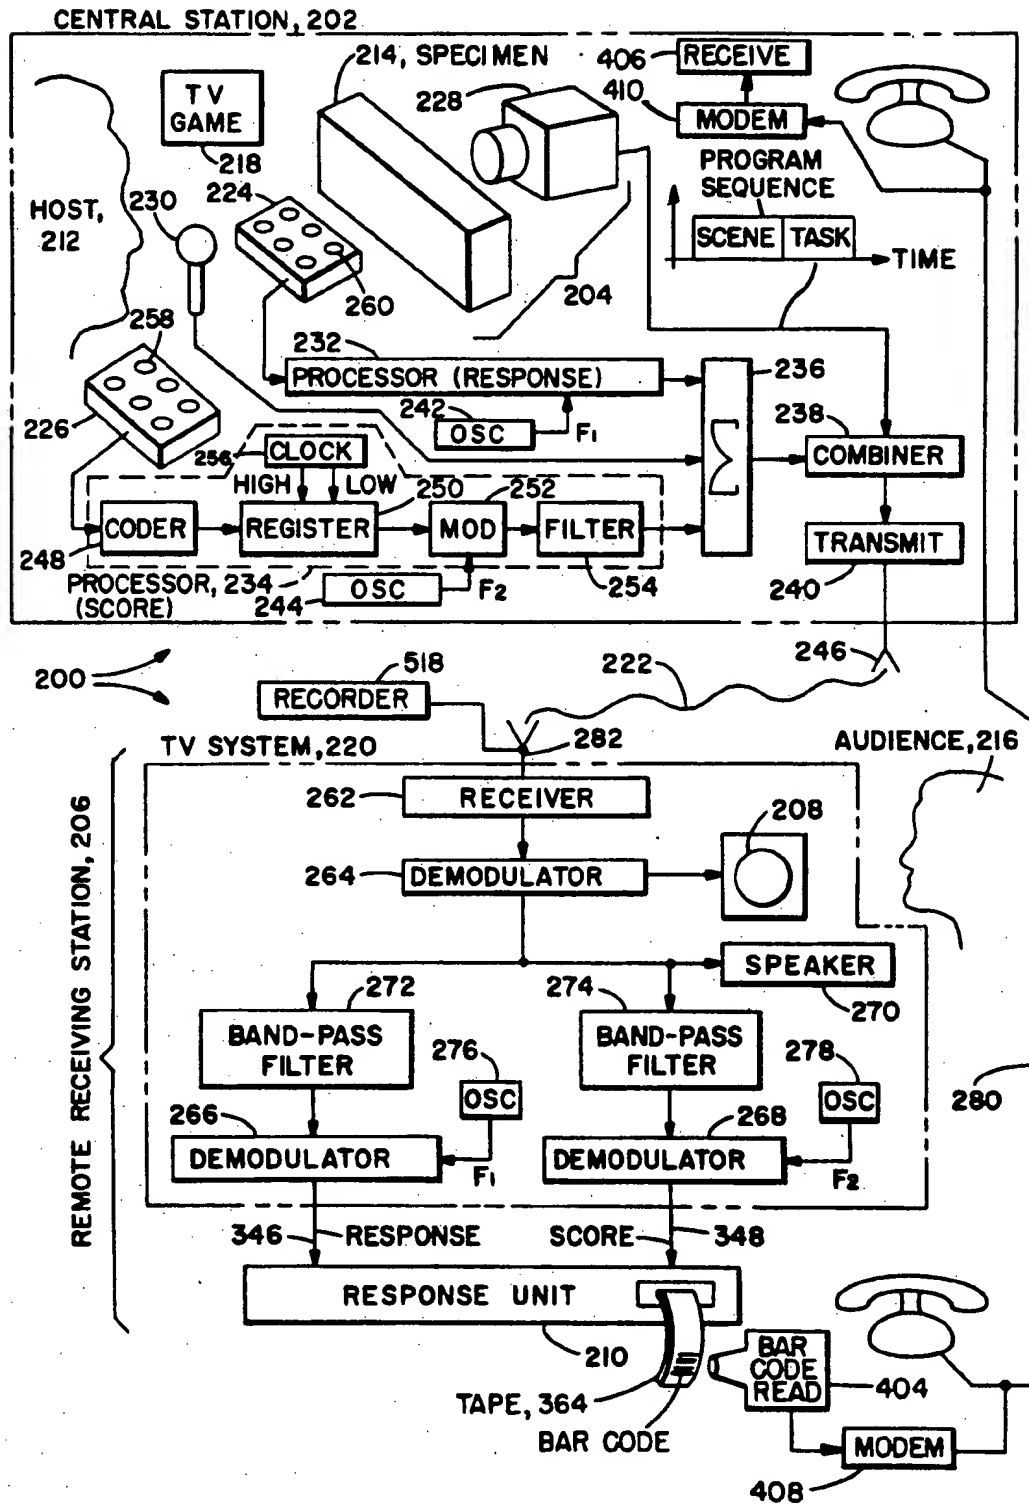 CENTRAL STATION, 202
214, SPECIMEN
406
RECEIVE
TV
GAME
218
228
410
MODEM
PROGRAM
SEQUENCE
224
230
HOST,
212
SCENE
TASK
TIME
260
204
258
232
PROCESSOR (RESPONSE)
236
226
242
OSC
F1
238
COMBINER
256
CLOCK
HIGH
LOW
250
252
CODER
REGISTER
MOD
FILTER
TRANSMIT
248
PROCESSOR, 234
(SCORE)
244
OSC
F2
254
240
246
200
518
RECORDER
222
282
TV SYSTEM, 220
AUDIENCE, 216
REMOTE RECEIVING STATION, 206
262
RECEIVER
208
264
DEMODULATOR
SPEAKER
270
272
BAND-PASS
FILTER
274
BAND-PASS
FILTER
276
OSC
278
OSC
280
266
DEMODULATOR
F1
268
DEMODULATOR
F2
346
RESPONSE
SCORE
348
RESPONSE UNIT
210
BAR
CODE
READ
404
TAPE, 364
BAR CODE
MODEM
408